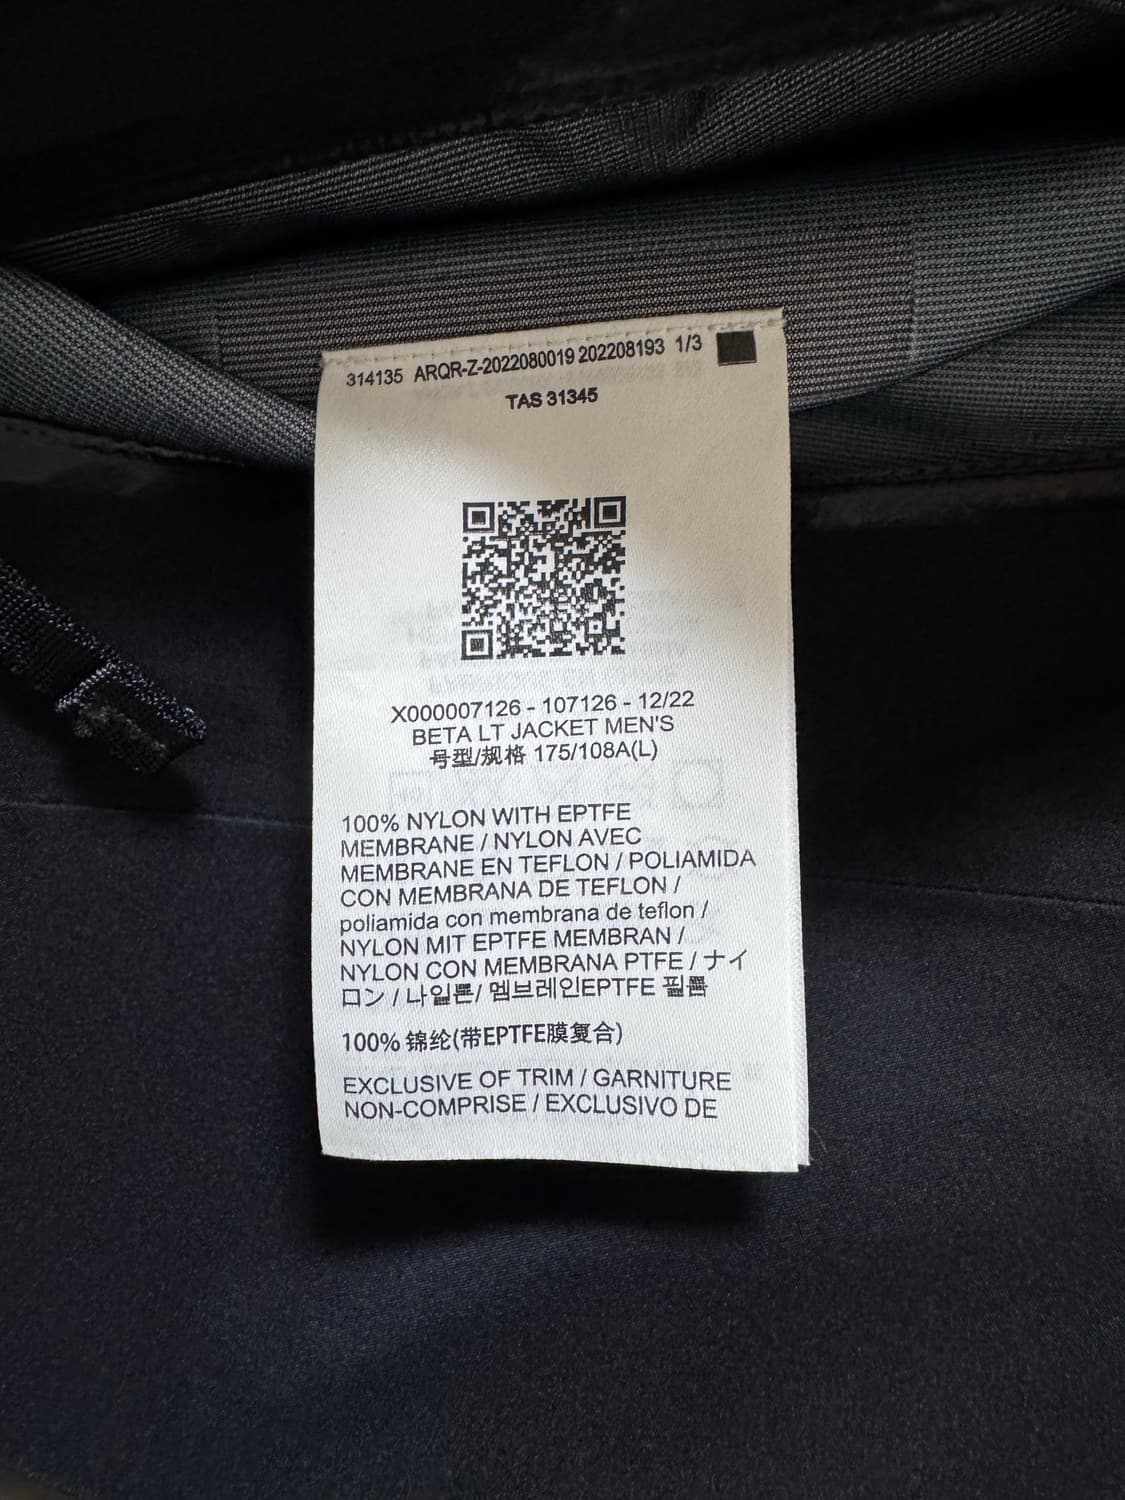 314135 ARQR-Z-2022080019 202208193 1/3
TAS 31345
X000007126 - 107126 - 12/22
BETA LT JACKET MEN'S
号型/规格 175/108A(L)
100% NYLON WITH EPTFE
MEMBRANE / NYLON AVEC
MEMBRANE EN TEFLON / POLIAMIDA
CON MEMBRANA DE TEFLON /
poliamida con membrana de teflon /
NYLON MIT EPTFE MEMBRAN /
NYLON CON MEMBRANA PTFE / ナイ
ロン / 나일론/ 멤브레인EPTFE 필름
100% 锦纶(带EPTFE膜复合)
EXCLUSIVE OF TRIM / GARNITURE
NON-COMPRISE / EXCLUSIVO DE